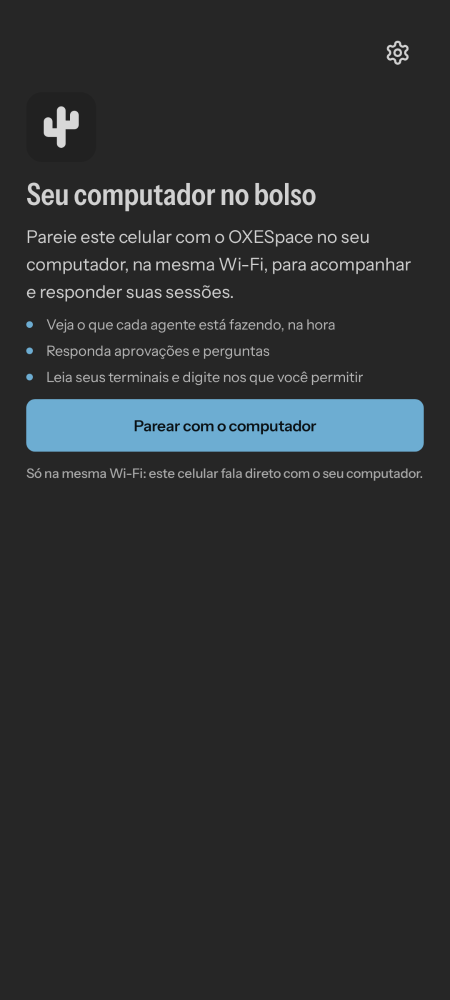 Seu computador no bolso
Pareie este celular com o OXESpace no seu
computador, na mesma Wi-Fi, para acompanhar
e responder suas sessões.
Veja o que cada agente está fazendo, na hora
Responda aprovações e perguntas
Leia seus terminais e digite nos que você permitir
Parear com o computador
Só na mesma Wi-Fi: este celular fala direto com o seu computador.